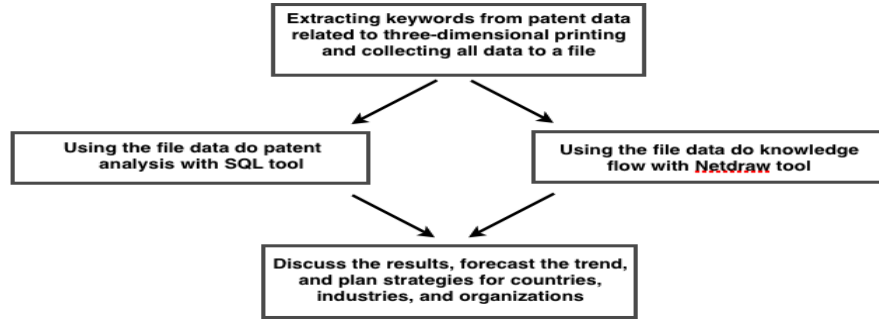 Extracting keywords from patent data
related to three-dimensional printing
and collecting all data to a file
Using the file data do patent
analysis with SQL tool
Using the file data do knowledge
flow with Netdraw tool
Discuss the results, forecast the trend,
and plan strategies for countries,
industries, and organizations